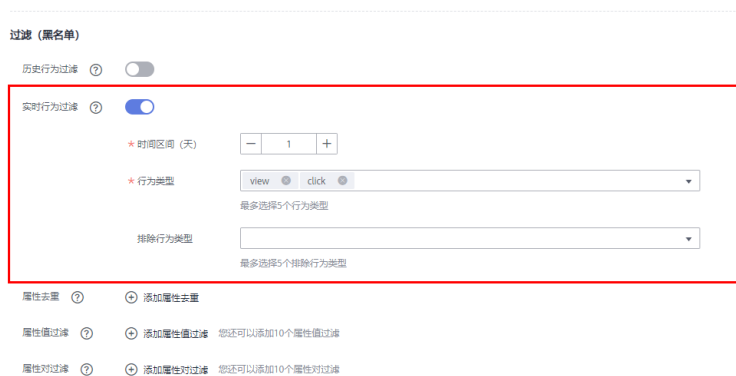 过滤（黑名单）
历史行为过滤 ?
实时行为过滤 ?
* 时间区间（天） — 1 +
* 行为类型 view click
最多选择5个行为类型
排除行为类型
最多选择5个排除行为类型
属性去重 ? 添加属性去重
属性值过滤 ? 添加属性值过滤 您还可以添加10个属性值过滤
属性对过滤 ? 添加属性对过滤 您还可以添加10个属性对过滤